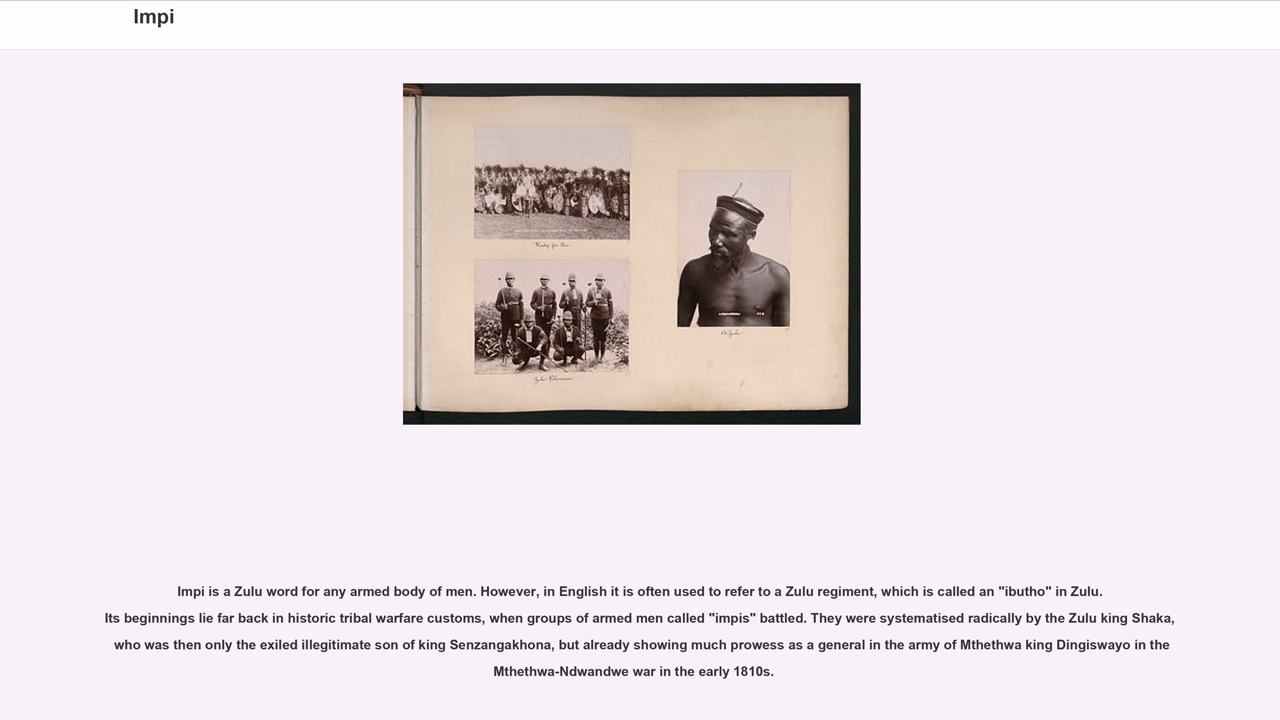 Impi
Impi is a Zulu word for any armed body of men. However, in English it is often used to refer to a Zulu regiment, which is called an "ibutho" in Zulu.
Its beginnings lie far back in historic tribal warfare customs, when groups of armed men called "impis" battled. They were systematised radically by the Zulu king Shaka,
who was then only the exiled illegitimate son of king Senzangakhona, but already showing much prowess as a general in the army of Mthethwa king Dingiswayo in the
Mthethwa-Ndwandwe war in the early 1810s.